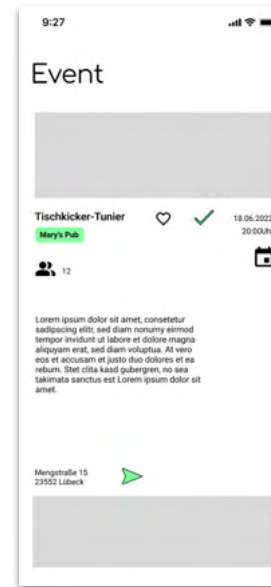 9:27
Event
Tischkicker-Tunier
18.06.2022
Mary's Pub
20:00Uh
12
Lorem ipsum dolor sit amet, consetetur
sadipscing elitr, sed diam nonumy eirmod
tempor invidunt ut labore et dolore magna
aliquyam erat, sed diam voluptua. At vero
eos et accusam et justo duo dolores et ea
rebum. Stet clita kasd gubergren, no sea
takimata sanctus est Lorem ipsum dolor sit
amet.
Mengstraße 15
23552 Lübeck